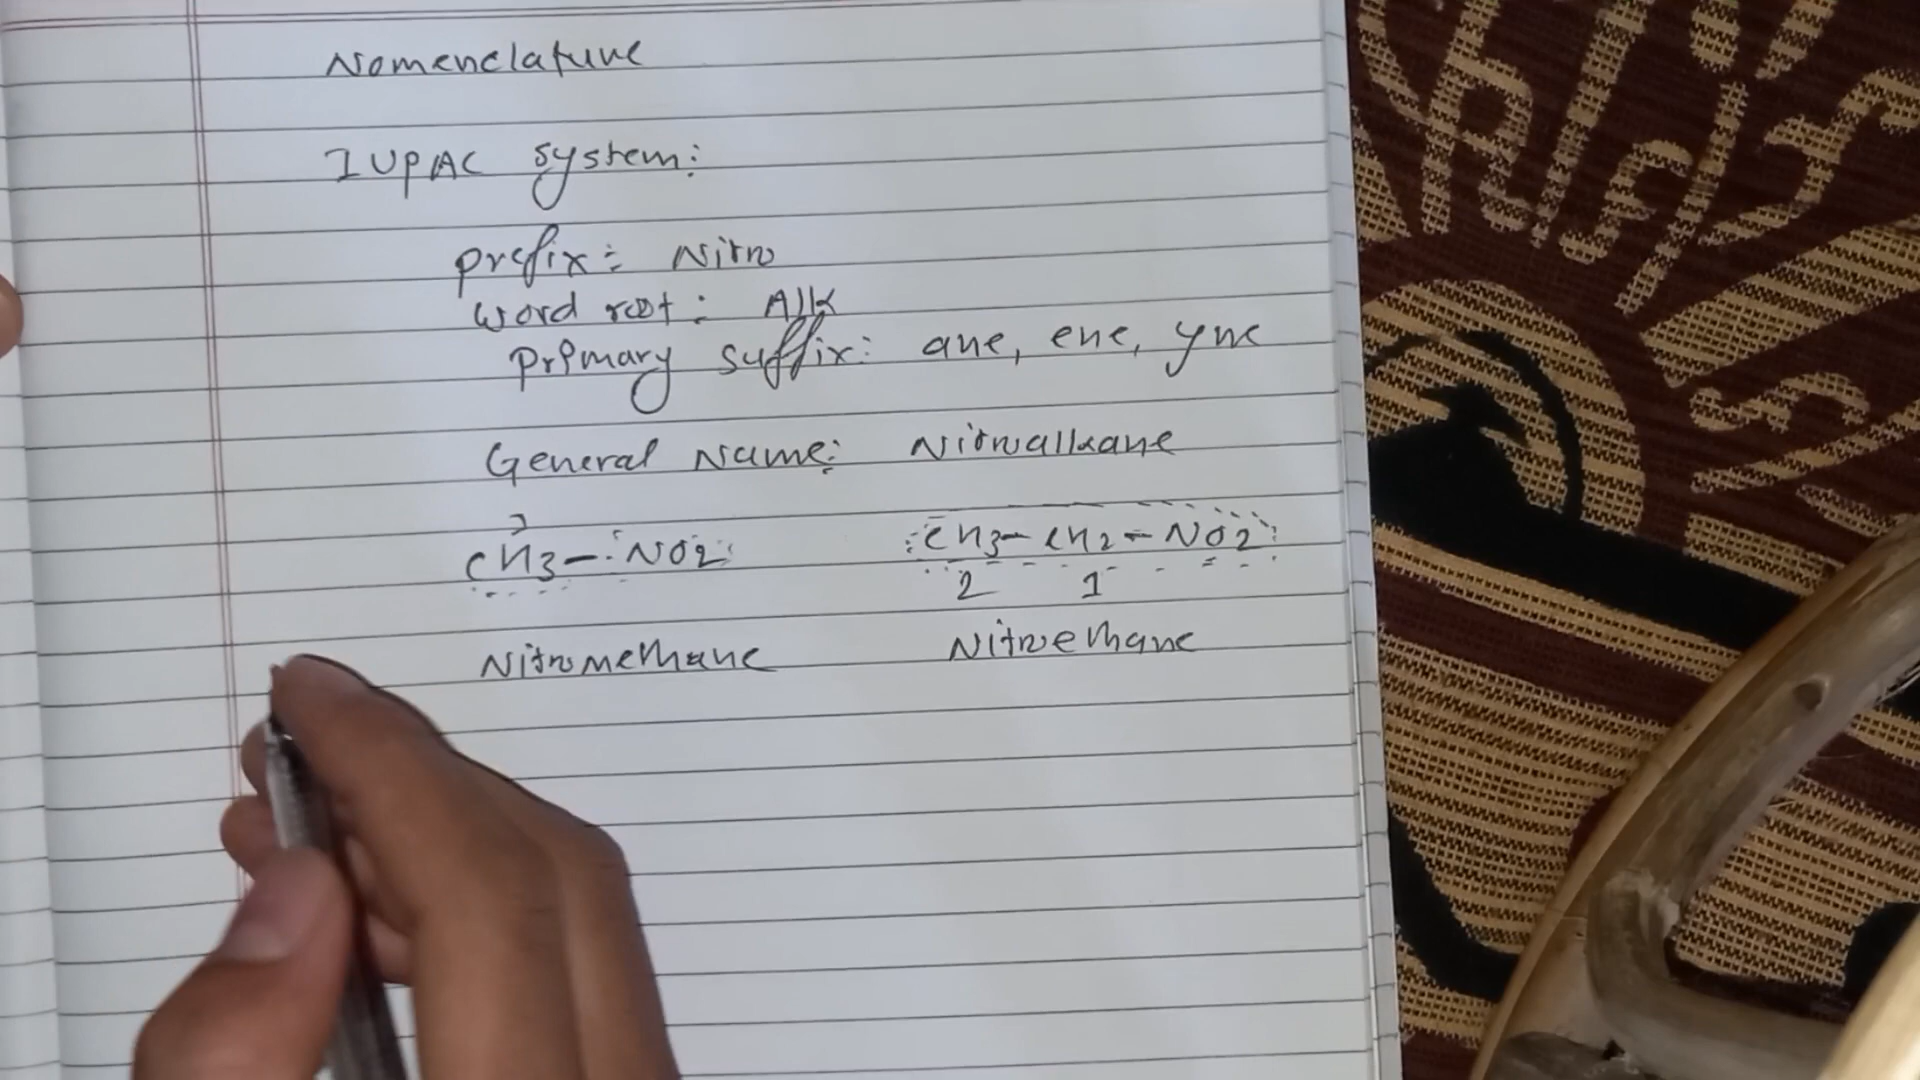 Nomenclature
IUPAC system:
prefix: Nitro
word root: Alk
Primary suffix: ane, ene, yne
General Name: Nitroalkane
CH3-NO2 CH3-CH2-NO2
2 1
Nitromethane Nitroethane